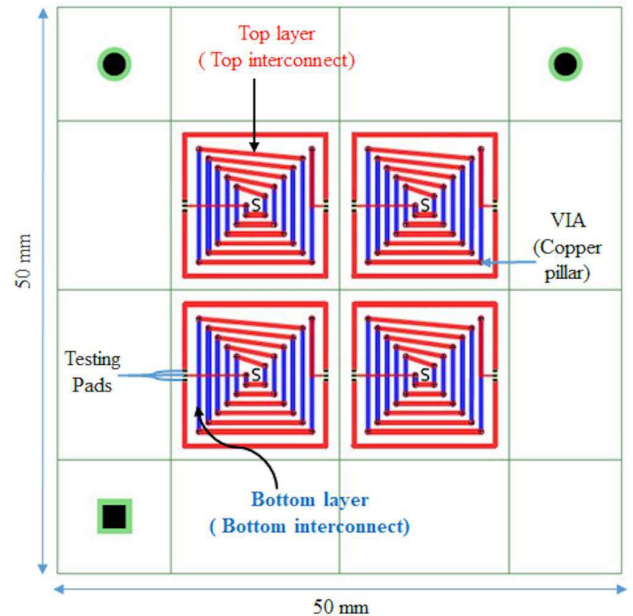 Top layer
( Top interconnect)
S
S
VIA
(Copper
pillar)
50 mm
Testing
Pads
S
S
Bottom layer
( Bottom interconnect)
50 mm